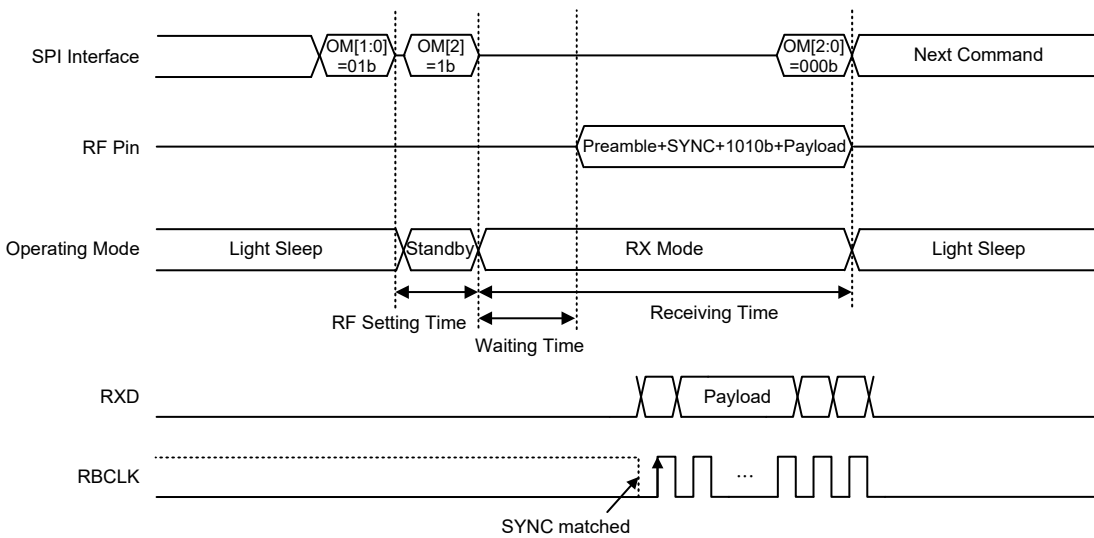 SPI Interface
OM[1:0]
=01b
OM[2]
=1b
OM[2:0]
=000b
Next Command
RF Pin
Preamble+SYNC+1010b+Payload
Operating Mode
Light Sleep
Standby
RX Mode
Light Sleep
RF Setting Time
Receiving Time
Waiting Time
RXD
Payload
RBCLK
...
SYNC matched